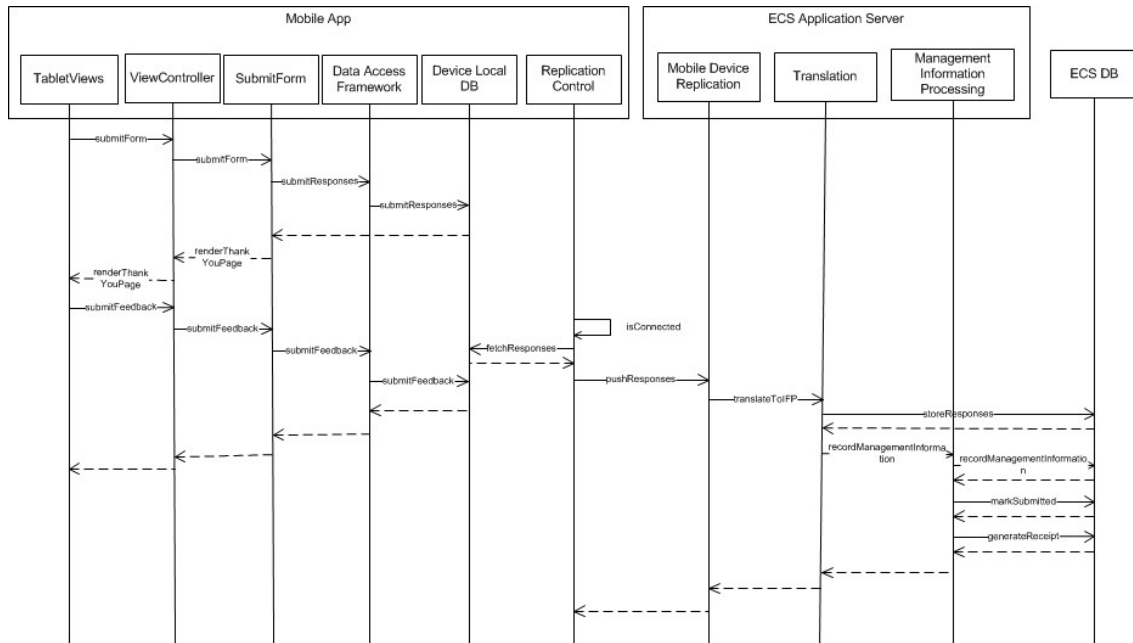 Mobile App
ECS Application Server
TabletViews
ViewController
SubmitForm
Data Access
Framework
Device Local
DB
Replication
Control
Mobile Device
Replication
Translation
Management
Information
Processing
ECS DB
submitForm
submitForm
submitResponses
submitResponses
renderThank
YouPage
renderThank
YouPage
submitFeedback
submitFeedback
isConnected
submitFeedback
fetchResponses
submitFeedback
pushResponses
translateToIFP
storeResponses
recordManagementInforma
tion
recordManagementInformatio
n
markSubmitted
generateReceipt